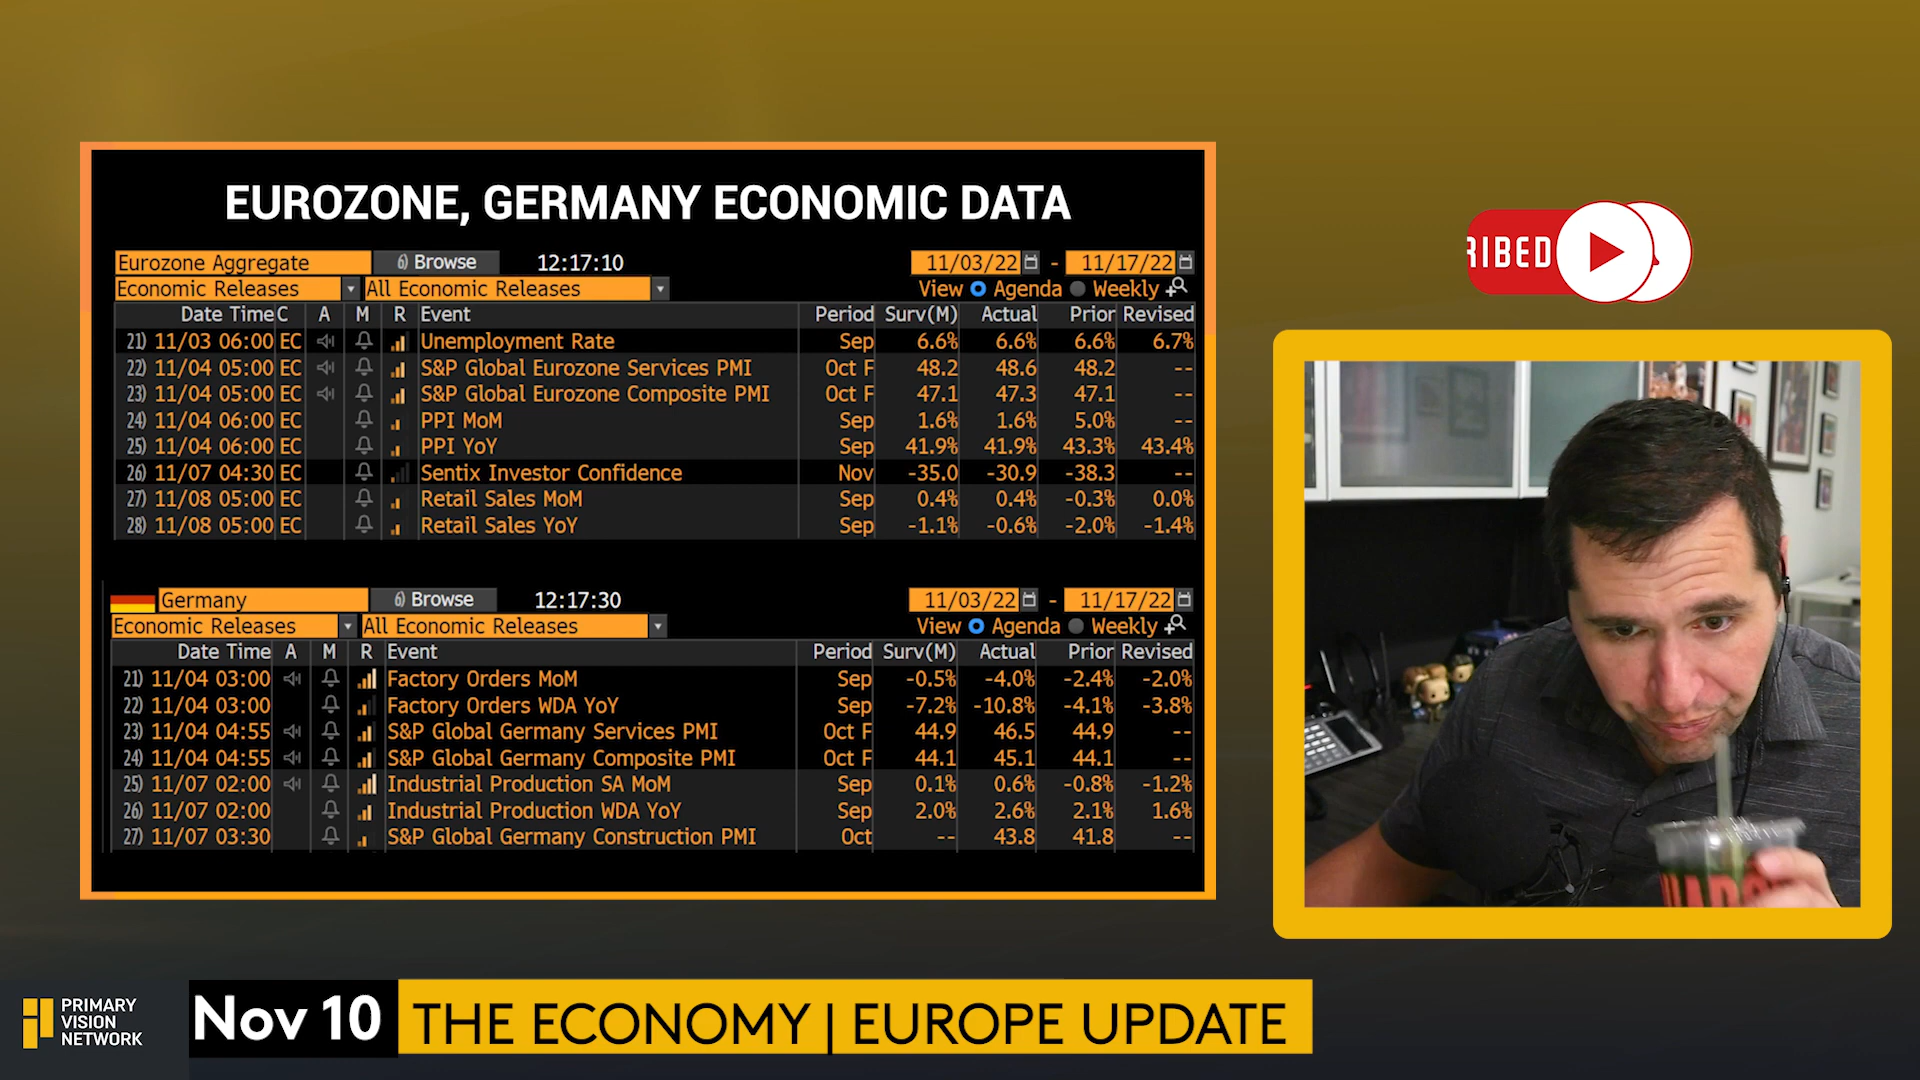 EUROZONE, GERMANY ECONOMIC DATA
Eurozone Aggregate 6) Browse 12:17:10 11/03/22 - 11/17/22
Economic Releases All Economic Releases View Agenda Weekly
Date Time C A M R Event Period Surv(M) Actual Prior Revised
21) 11/03 06:00 EC Unemployment Rate Sep 6.6% 6.6% 6.6% 6.7%
22) 11/04 05:00 EC S&P Global Eurozone Services PMI Oct F 48.2 48.6 48.2 --
23) 11/04 05:00 EC S&P Global Eurozone Composite PMI Oct F 47.1 47.3 47.1 --
24) 11/04 06:00 EC PPI MoM Sep 1.6% 1.6% 5.0% --
25) 11/04 06:00 EC PPI YoY Sep 41.9% 41.9% 43.3% 43.4%
26) 11/07 04:30 EC Sentix Investor Confidence Nov -35.0 -30.9 -38.3 --
27) 11/08 05:00 EC Retail Sales MoM Sep 0.4% 0.4% -0.3% 0.0%
28) 11/08 05:00 EC Retail Sales YoY Sep -1.1% -0.6% -2.0% -1.4%
Germany 6) Browse 12:17:30 11/03/22 - 11/17/22
Economic Releases All Economic Releases View Agenda Weekly
Date Time A M R Event Period Surv(M) Actual Prior Revised
21) 11/04 03:00 Factory Orders MoM Sep -0.5% -4.0% -2.4% -2.0%
22) 11/04 03:00 Factory Orders WDA YoY Sep -7.2% -10.8% -4.1% -3.8%
23) 11/04 04:55 S&P Global Germany Services PMI Oct F 44.9 46.5 44.9 --
24) 11/04 04:55 S&P Global Germany Composite PMI Oct F 44.1 45.1 44.1 --
25) 11/07 02:00 Industrial Production SA MoM Sep 0.1% 0.6% -0.8% -1.2%
26) 11/07 02:00 Industrial Production WDA YoY Sep 2.0% 2.6% 2.1% 1.6%
27) 11/07 03:30 S&P Global Germany Construction PMI Oct -- 43.8 41.8 --
RIBED
PRIMARY
VISION
NETWORK
Nov 10
THE ECONOMY | EUROPE UPDATE